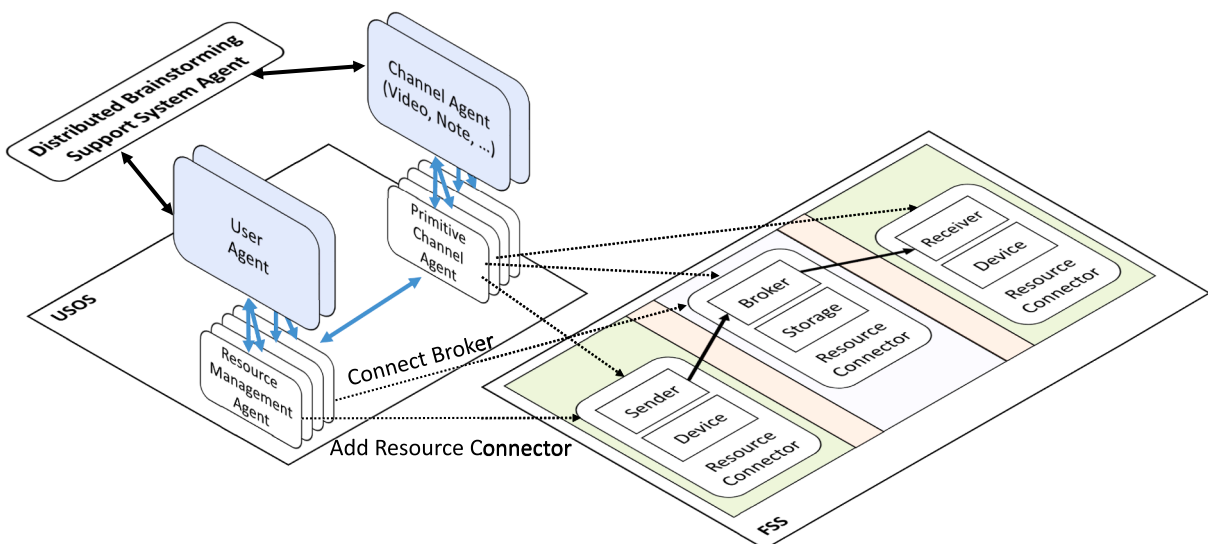 Distributed Brainstorming
Support System Agent
Channel Agent
(Video, Note, ...)
User
Agent
Primitive
Channel
Agent
USOS
Resource
Management
Agent
Connect Broker
Add Resource Connector
Receiver
Device
Resource
Connector
Broker
Storage
Resource
Connector
Sender
Device
Resource
Connector
FSS